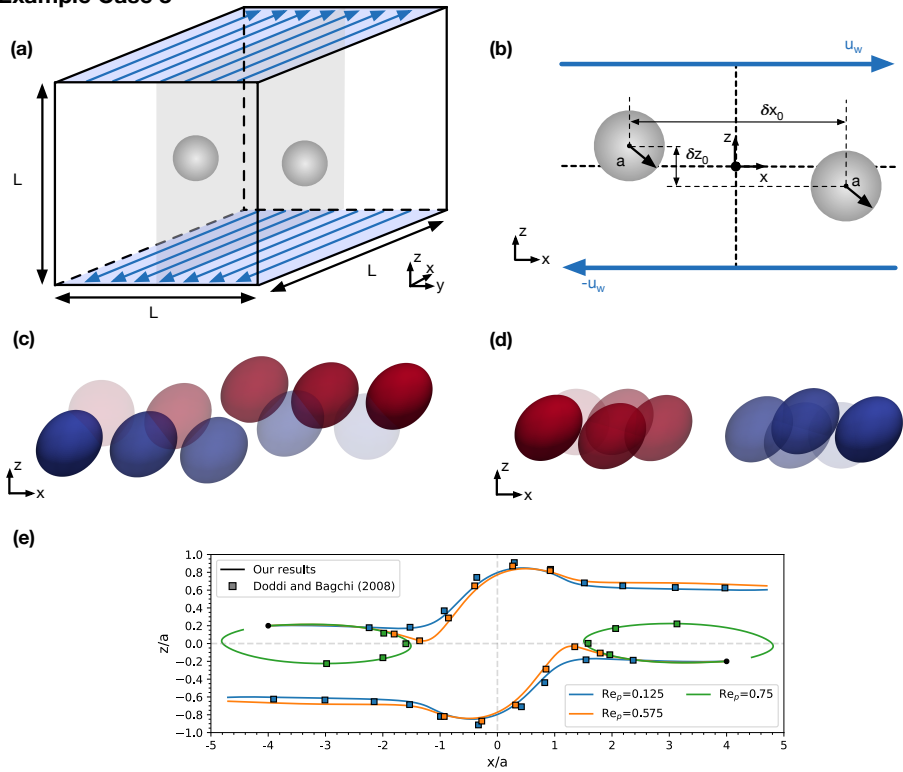 Example Case 3
(a)
L
L
L
z
x
y
(b)
u_w
δx₀
z
δz₀
a
x
a
z
x
-u_w
(c)
z
x
(d)
z
x
(e)
z/a
1.0
0.8
0.6
0.4
0.2
0.0
−0.2
−0.4
−0.6
−0.8
−1.0
Our results
Doddi and Bagchi (2008)
Re_p=0.125
Re_p=0.575
Re_p=0.75
-5 -4 -3 -2 -1 0 1 2 3 4 5
x/a